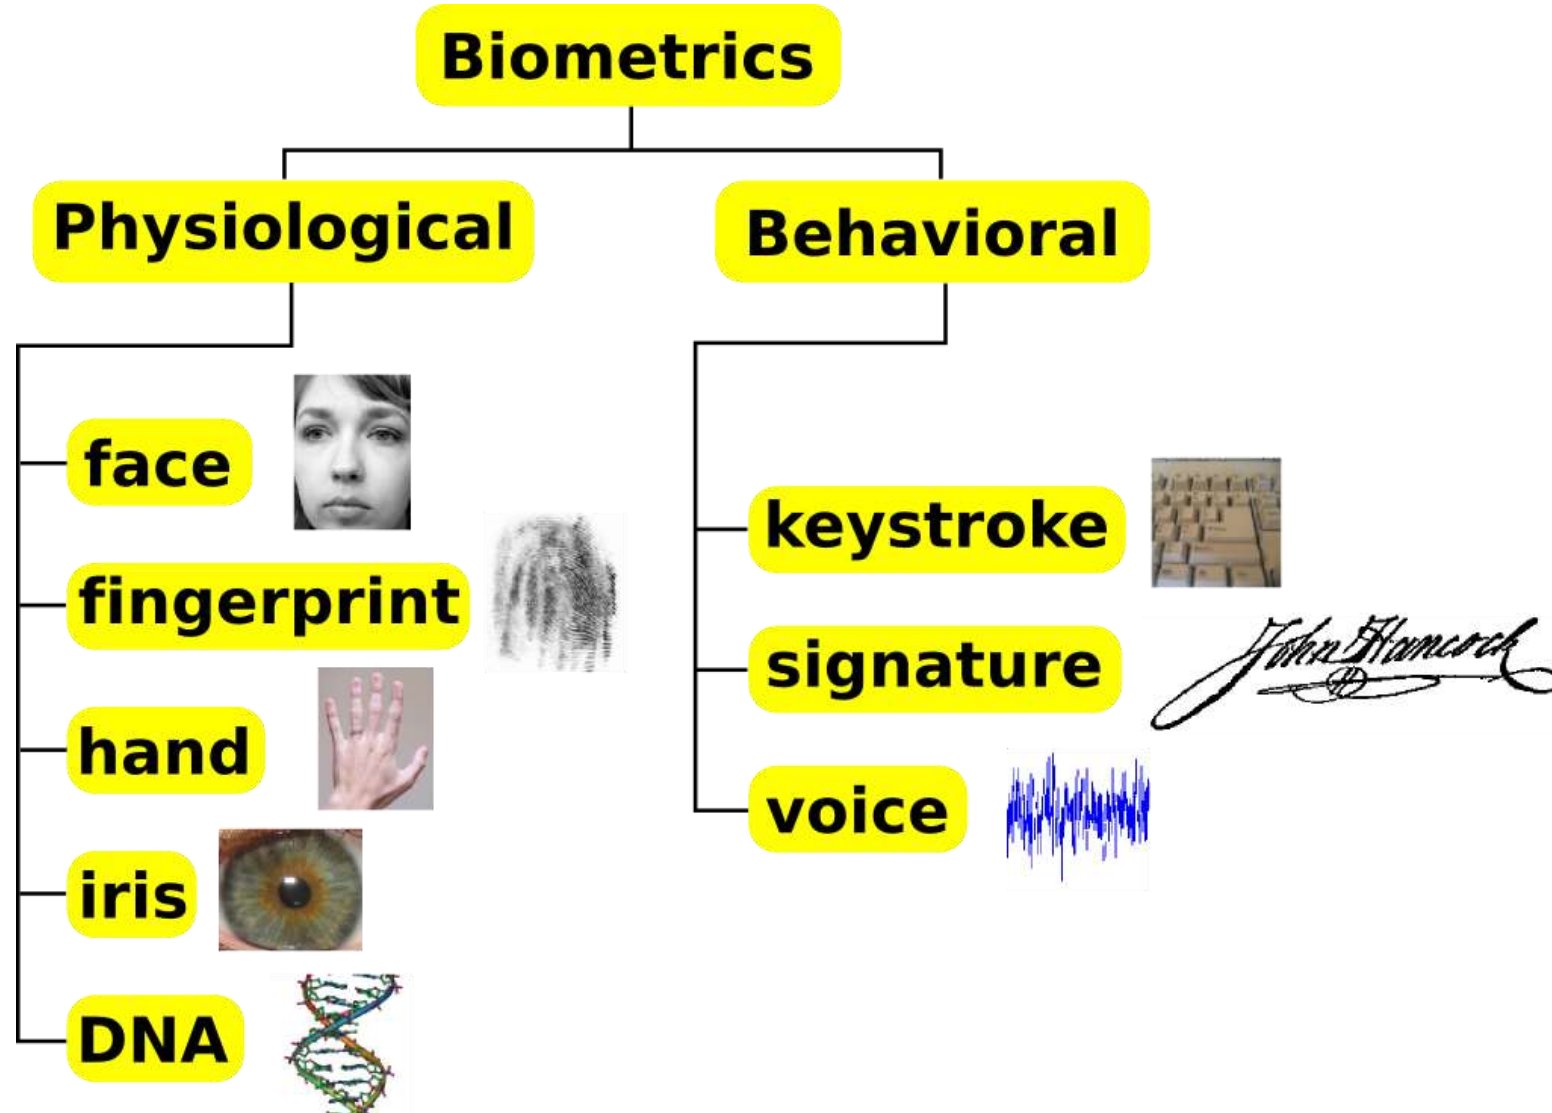 Biometrics
Physiological
Behavioral
face
fingerprint
hand
iris
DNA
keystroke
signature
John Hancock
voice